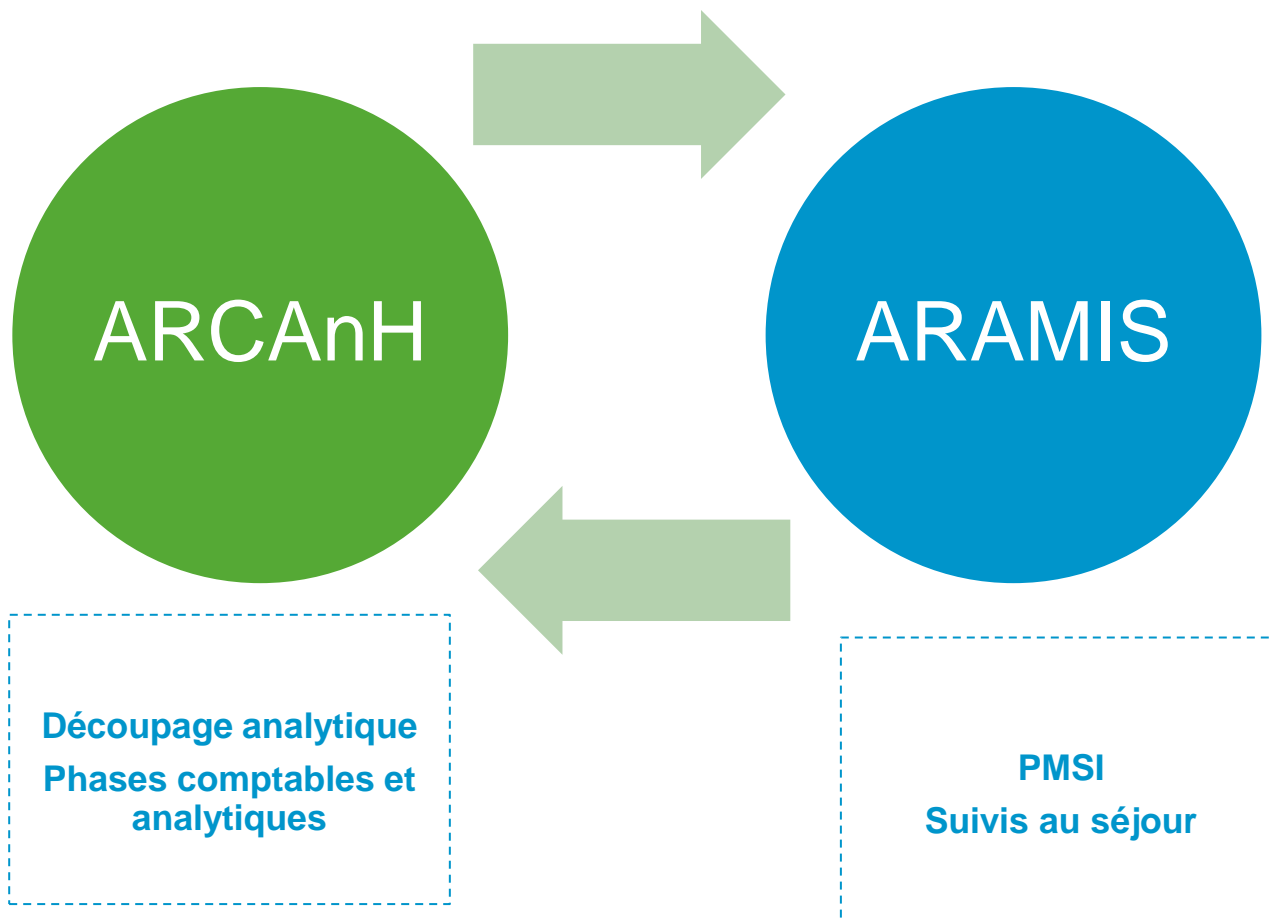 ARCAnH
ARAMIS
Découpage analytique
Phases comptables et
analytiques
PMSI
Suivis au séjour